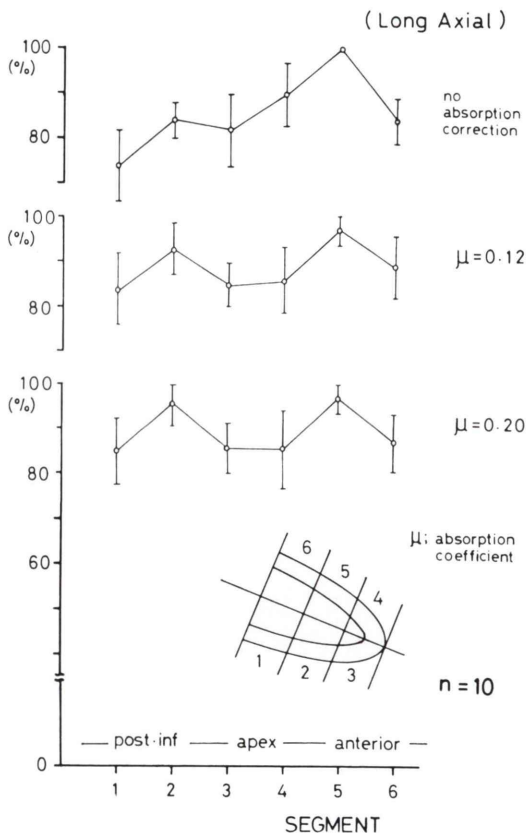 (Long Axial)
100
(%)
80
no
absorption
correction
100
(%)
80
μ=0·12
100
(%)
80
μ=0·20
60
μ; absorption
coefficient
6
5
4
1
2
3
n=10
post·inf
apex
anterior
0
1 2 3 4 5 6
SEGMENT